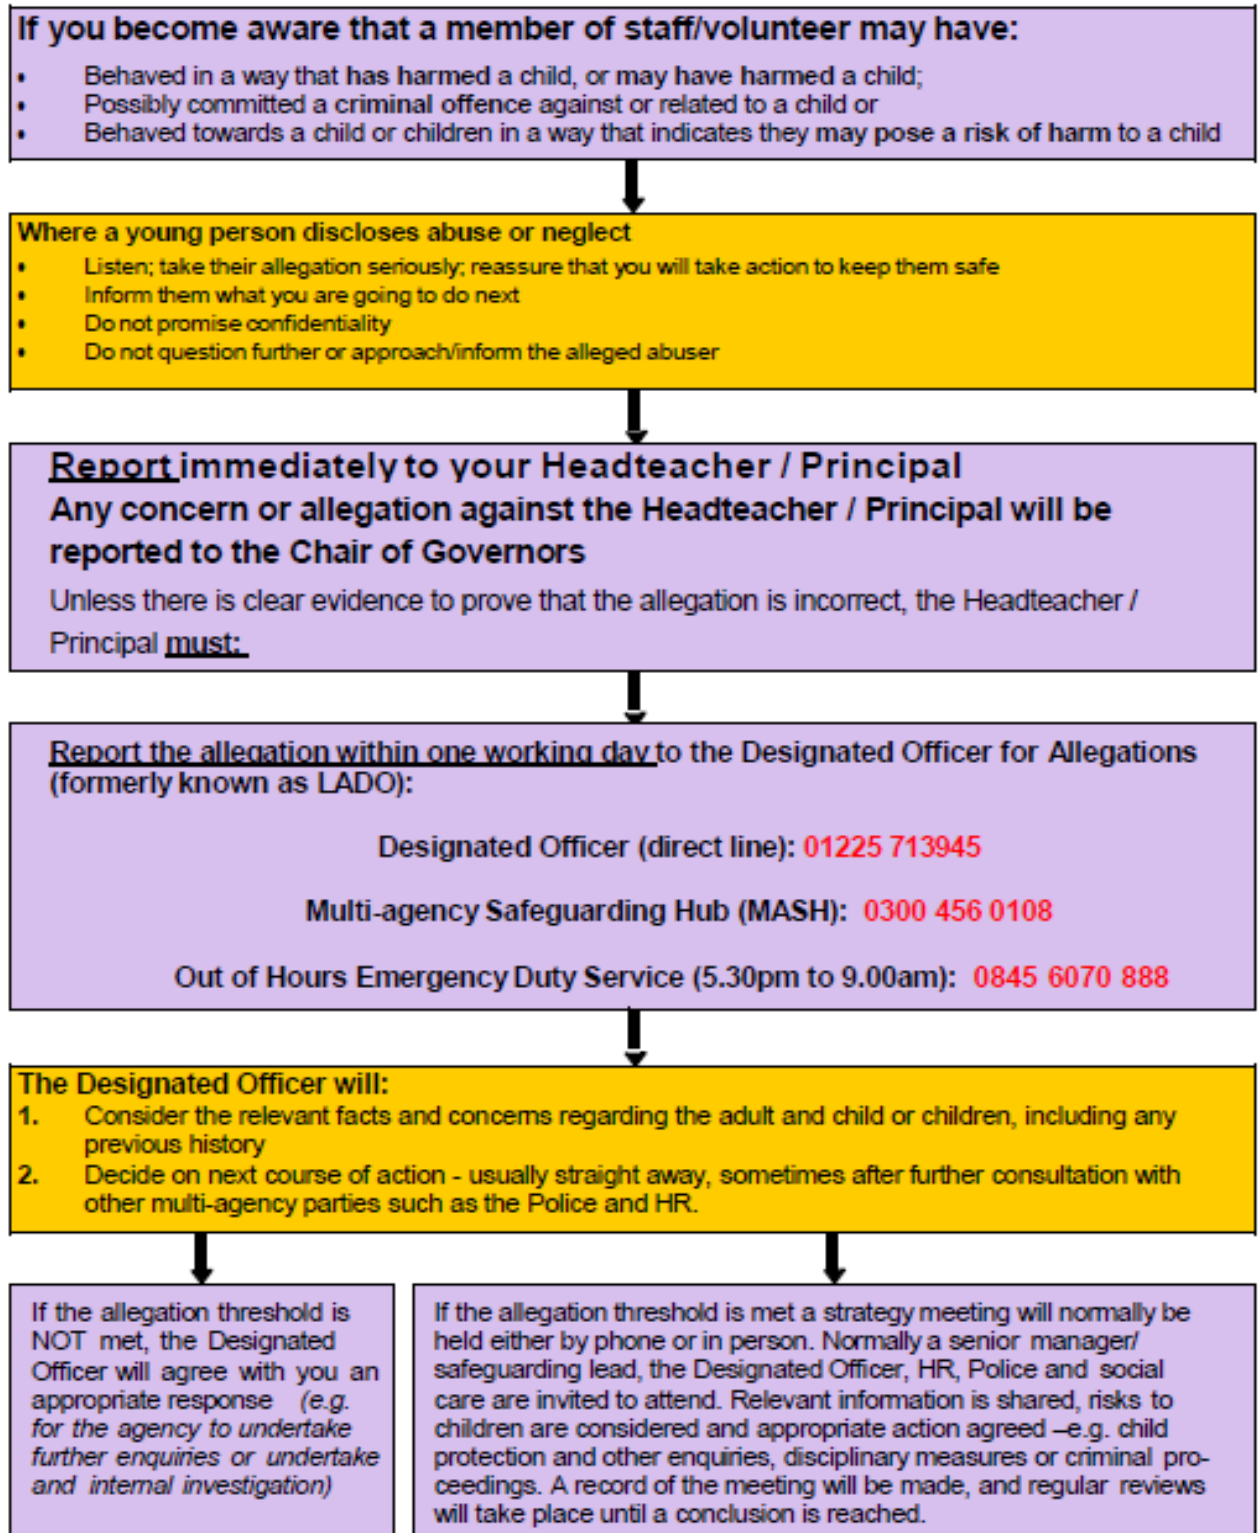 If you become aware that a member of staff/volunteer may have:
• Behaved in a way that has harmed a child, or may have harmed a child;
• Possibly committed a criminal offence against or related to a child or
• Behaved towards a child or children in a way that indicates they may pose a risk of harm to a child
Where a young person discloses abuse or neglect
• Listen; take their allegation seriously; reassure that you will take action to keep them safe
• Inform them what you are going to do next
• Do not promise confidentiality
• Do not question further or approach/inform the alleged abuser
Report immediately to your Headteacher / Principal
Any concern or allegation against the Headteacher / Principal will be
reported to the Chair of Governors
Unless there is clear evidence to prove that the allegation is incorrect, the Headteacher /
Principal must:
Report the allegation within one working day to the Designated Officer for Allegations
(formerly known as LADO):
Designated Officer (direct line): 01225 713945
Multi-agency Safeguarding Hub (MASH): 0300 456 0108
Out of Hours Emergency Duty Service (5.30pm to 9.00am): 0845 6070 888
The Designated Officer will:
1. Consider the relevant facts and concerns regarding the adult and child or children, including any
previous history
2. Decide on next course of action - usually straight away, sometimes after further consultation with
other multi-agency parties such as the Police and HR.
If the allegation threshold is
NOT met, the Designated
Officer will agree with you an
appropriate response (e.g.
for the agency to undertake
further enquiries or undertake
and internal investigation)
If the allegation threshold is met a strategy meeting will normally be
held either by phone or in person. Normally a senior manager/
safeguarding lead, the Designated Officer, HR, Police and social
care are invited to attend. Relevant information is shared, risks to
children are considered and appropriate action agreed –e.g. child
protection and other enquiries, disciplinary measures or criminal pro-
ceedings. A record of the meeting will be made, and regular reviews
will take place until a conclusion is reached.